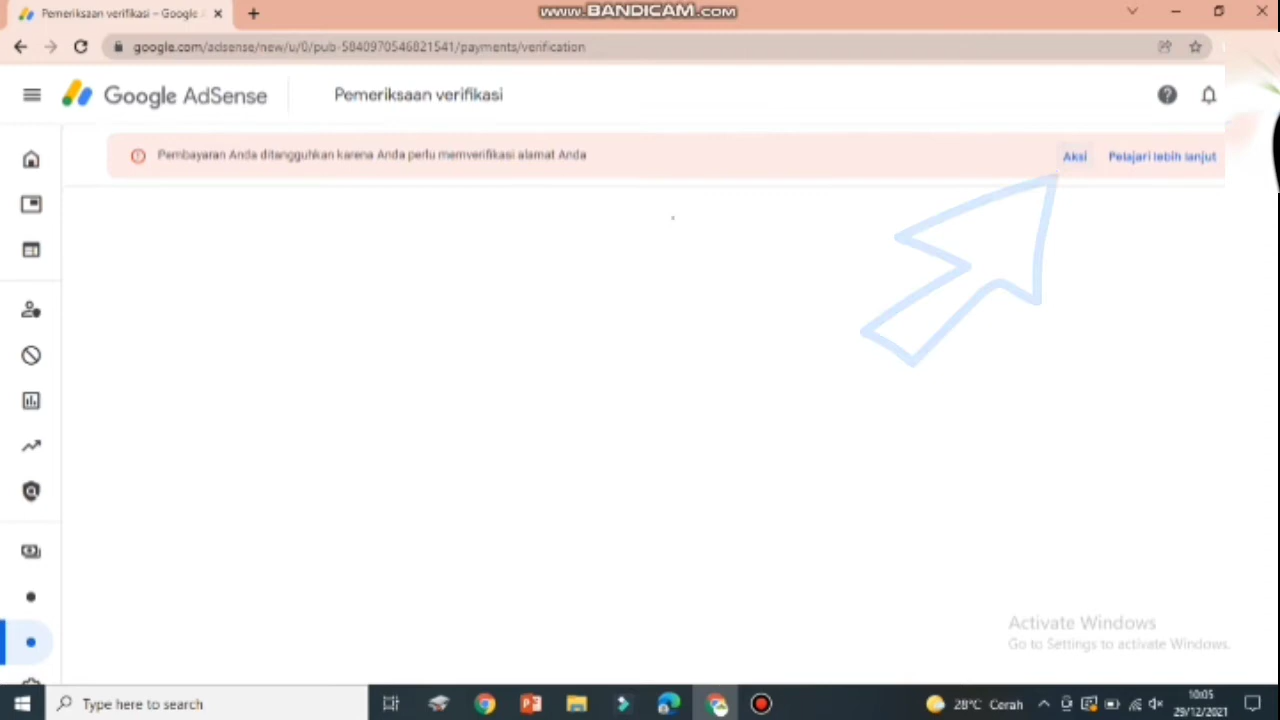 www.BANDICAM.com
Pemeriksaan verifikasi – Google A
google.com/adsense/new/u/0/pub-5840970546821541/payments/verification
Google AdSense
Pemeriksaan verifikasi
Pembayaran Anda ditangguhkan karena Anda perlu memverifikasi alamat Anda
Aksi
Pelajari lebih lanjut
Activate Windows
Go to Settings to activate Windows.
Type here to search
28°C Cerah
10:05
29/12/2021